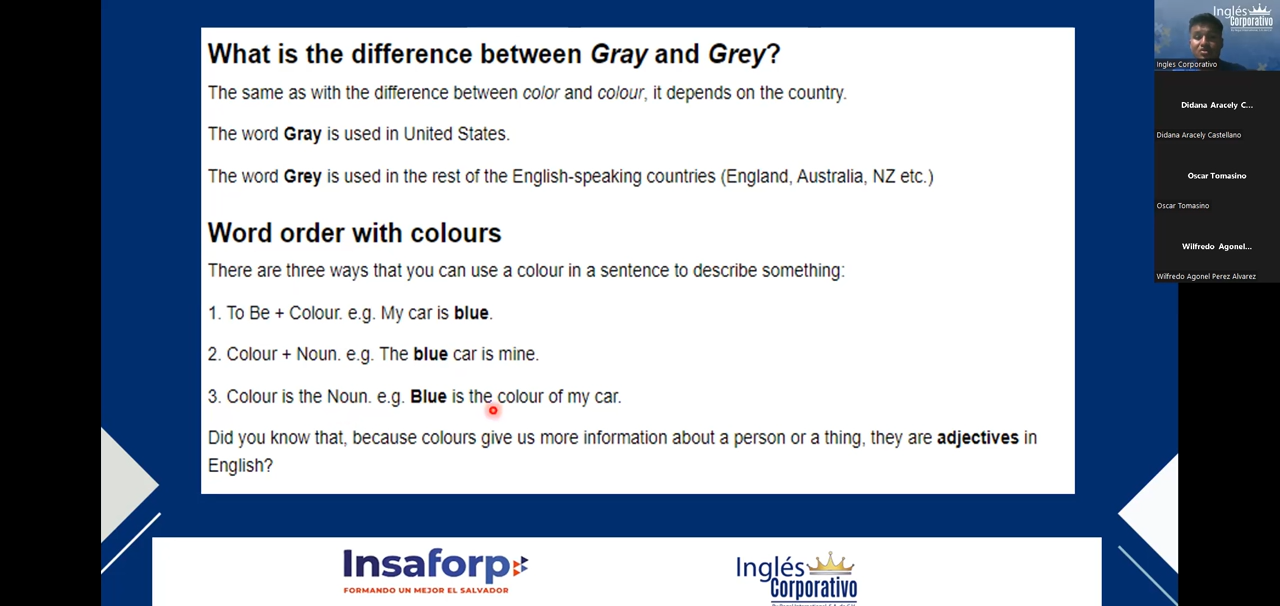 What is the difference between Gray and Grey?
The same as with the difference between color and colour, it depends on the country.
The word Gray is used in United States.
The word Grey is used in the rest of the English-speaking countries (England, Australia, NZ etc.)
Word order with colours
There are three ways that you can use a colour in a sentence to describe something:
1. To Be + Colour. e.g. My car is blue.
2. Colour + Noun. e.g. The blue car is mine.
3. Colour is the Noun. e.g. Blue is the colour of my car.
Did you know that, because colours give us more information about a person or a thing, they are adjectives in
English?
Insaforp
FORMANDO UN MEJOR EL SALVADOR
Inglés
Corporativo
Inglés
Corporativo
Ingles Corporativo
Didana Aracely C...
Didana Aracely Castellano
Oscar Tomasino
Oscar Tomasino
Wilfredo Agonel...
Wilfredo Agonel Perez Alvarez